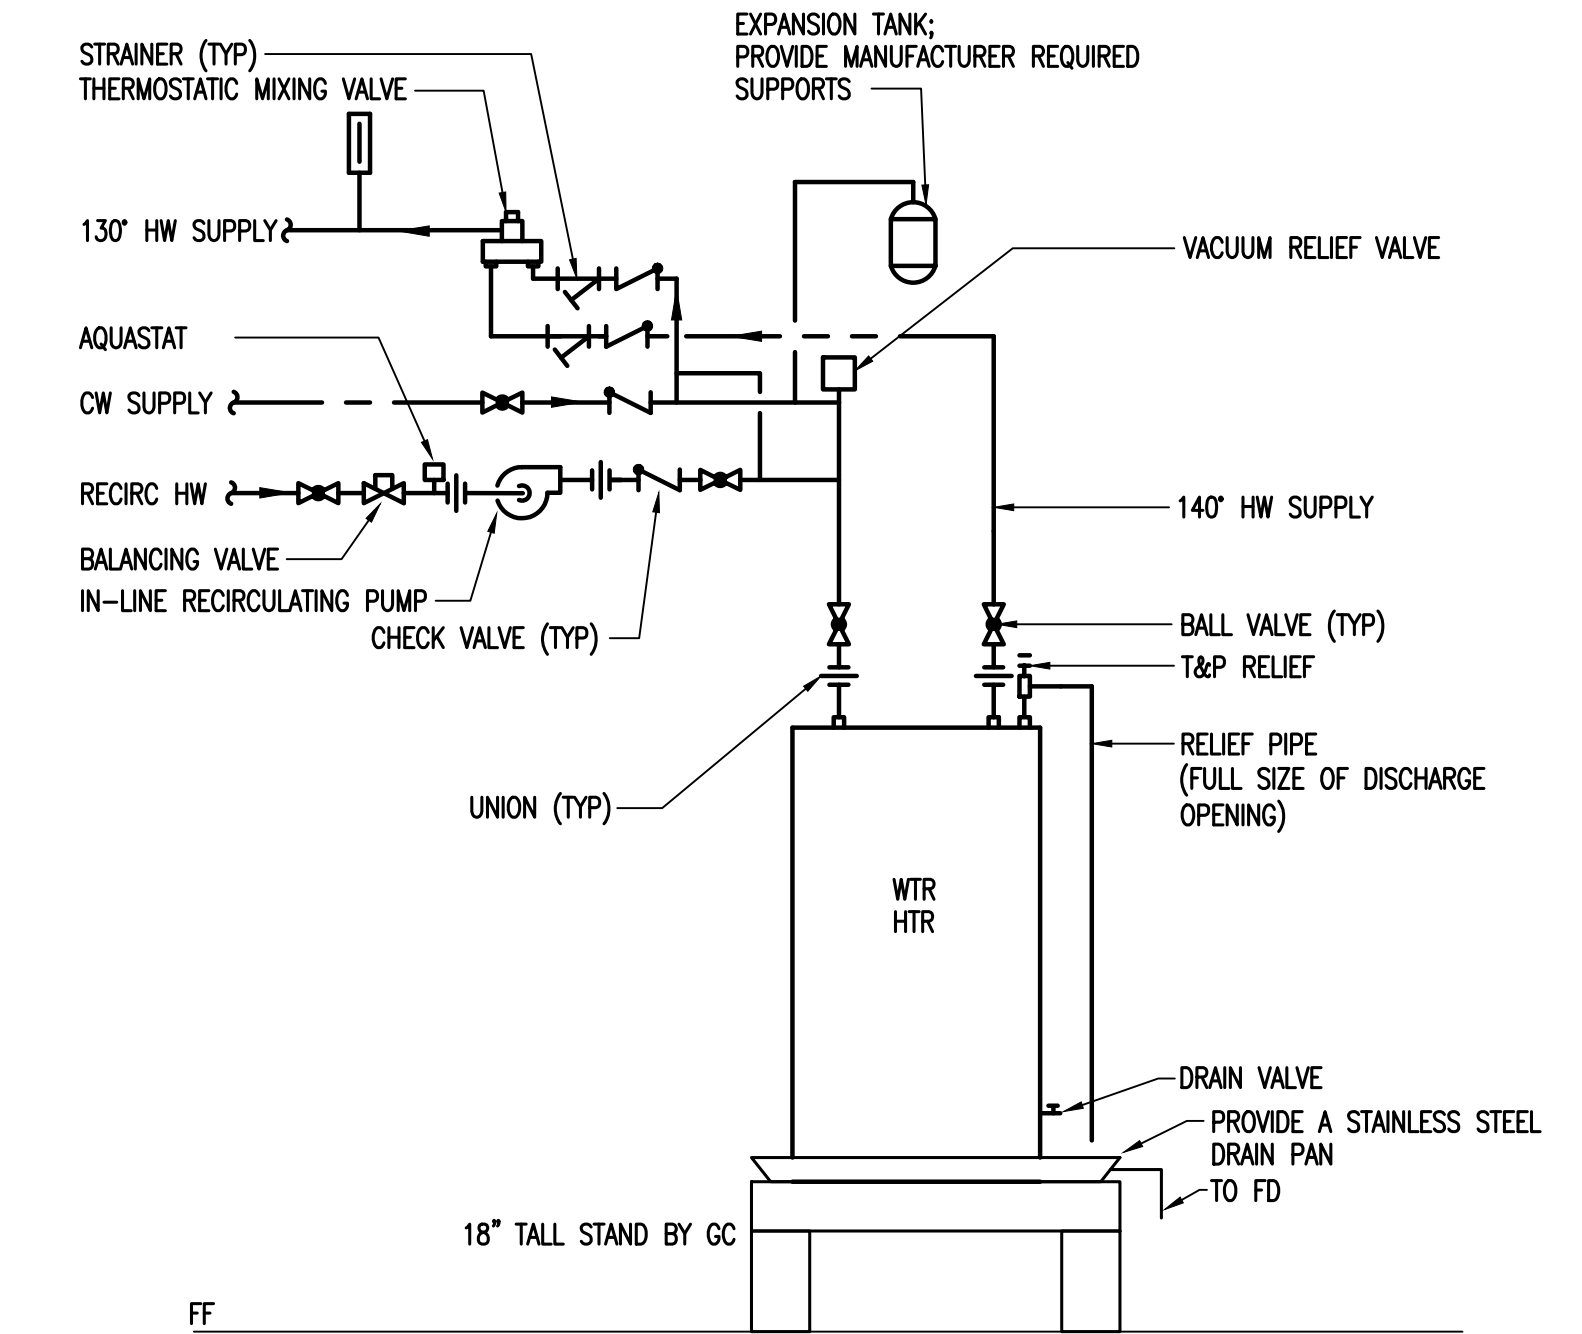 EXPANSION TANK;
PROVIDE MANUFACTURER REQUIRED
SUPPORTS
STRAINER (TYP)
THERMOSTATIC MIXING VALVE
130° HW SUPPLY
VACUUM RELIEF VALVE
AQUASTAT
CW SUPPLY
RECIRC HW
140° HW SUPPLY
BALANCING VALVE
IN-LINE RECIRCULATING PUMP
CHECK VALVE (TYP)
BALL VALVE (TYP)
T&P RELIEF
RELIEF PIPE
(FULL SIZE OF DISCHARGE
OPENING)
UNION (TYP)
WTR
HTR
DRAIN VALVE
PROVIDE A STAINLESS STEEL
DRAIN PAN
TO FD
18" TALL STAND BY GC
FF